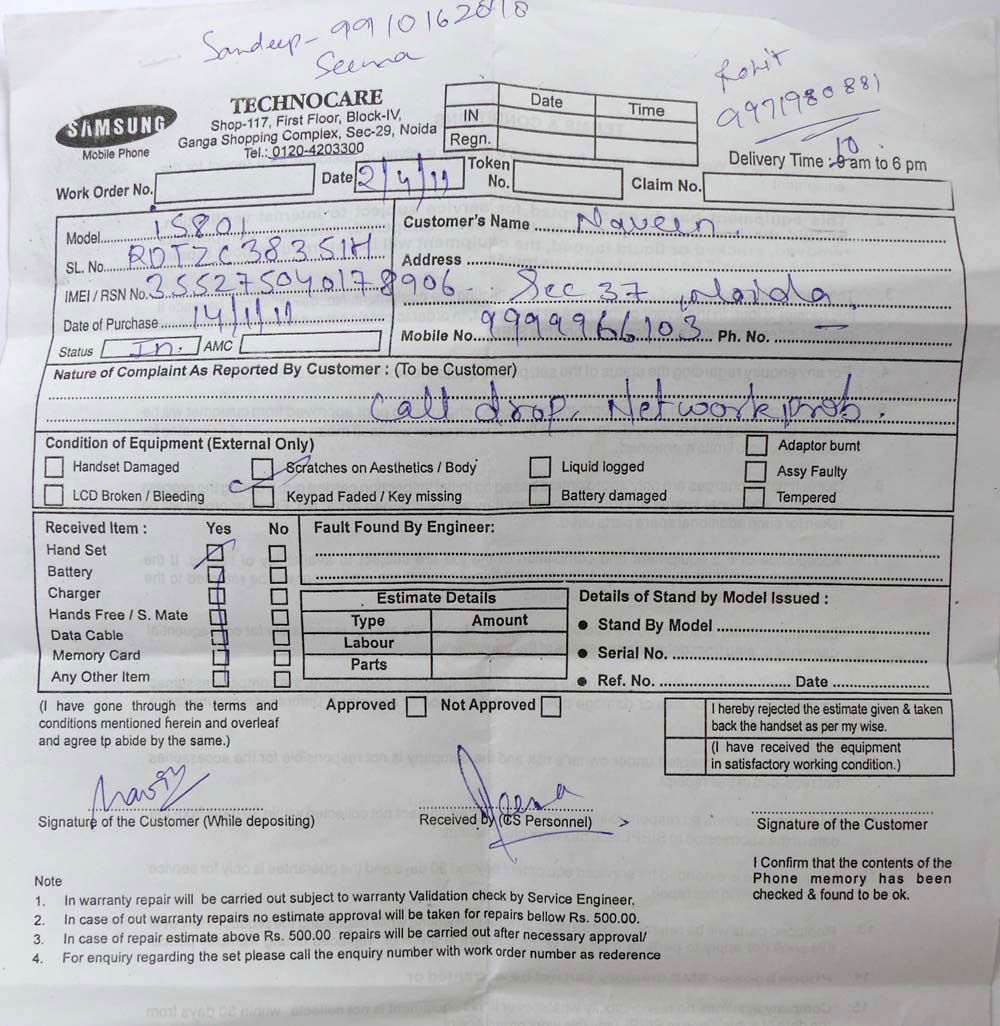 Sandeep - 9910162818
Seema
Rohit
9971980881
SAMSUNG
Mobile Phone
TECHNOCARE
Shop-117, First Floor, Block-IV,
Ganga Shopping Complex, Sec-29, Noida
Tel.: 0120-4203300
Date Time
IN
Regn.
10
Delivery Time : 9 am to 6 pm
Work Order No. Date 2/4/11 Token No. Claim No.
Model i5801
SL. No. RDTZC38351H
IMEI / RSN No. 355275040178906
Date of Purchase 14/1/11
Status In. AMC
Customer's Name Naveen
Address
Sec 37, Noida
Mobile No. 9999966103 Ph. No.
Nature of Complaint As Reported By Customer : (To be Customer)
Call drop, Network prob.
Condition of Equipment (External Only)
Handset Damaged Scratches on Aesthetics / Body Liquid logged Adaptor burnt
Assy Faulty
LCD Broken / Bleeding Keypad Faded / Key missing Battery damaged Tempered
Received Item : Yes No
Hand Set
Battery
Charger
Hands Free / S. Mate
Data Cable
Memory Card
Any Other Item
Fault Found By Engineer:
Estimate Details
Type Amount
Labour
Parts
Details of Stand by Model Issued :
Stand By Model
Serial No.
Ref. No. Date
(I have gone through the terms and
conditions mentioned herein and overleaf
and agree tp abide by the same.)
Approved Not Approved
I hereby rejected the estimate given & taken
back the handset as per my wise.
(I have received the equipment
in satisfactory working condition.)
Signature of the Customer (While depositing)
Received by (CS Personnel)
Signature of the Customer
I Confirm that the contents of the
Phone memory has been
checked & found to be ok.
Note
1. In warranty repair will be carried out subject to warranty Validation check by Service Engineer.
2. In case of out warranty repairs no estimate approval will be taken for repairs bellow Rs. 500.00.
3. In case of repair estimate above Rs. 500.00 repairs will be carried out after necessary approval/
4. For enquiry regarding the set please call the enquiry number with work order number as rederence